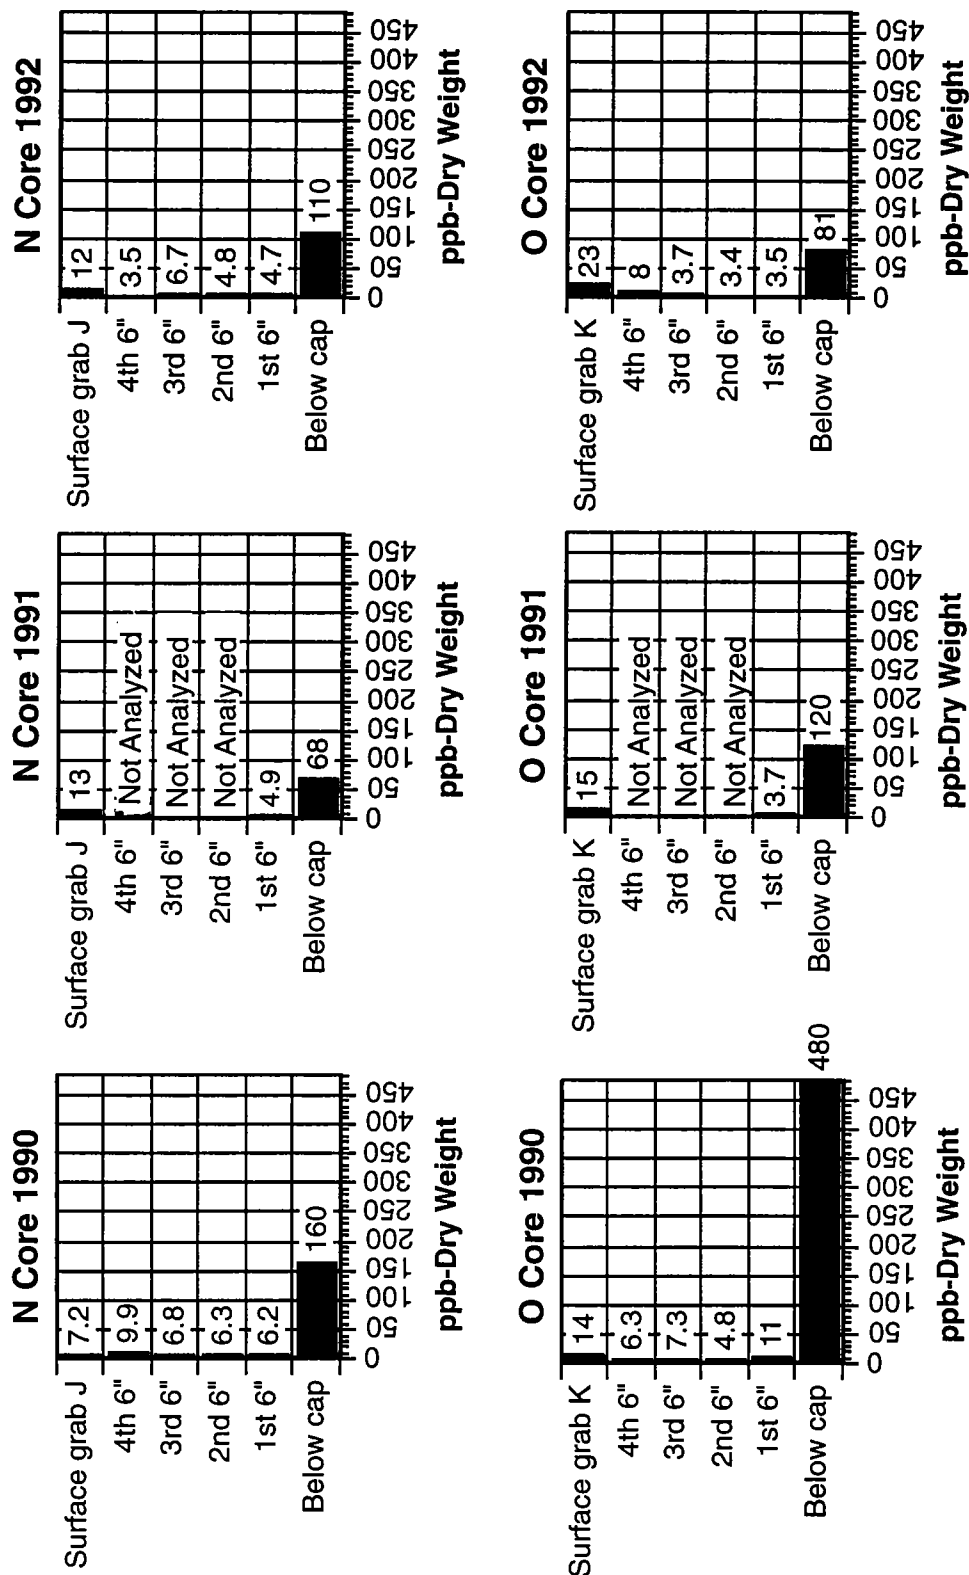 N Core 1990
Surface grab J 7.2
4th 6" 9.9
3rd 6" 6.8
2nd 6" 6.3
1st 6" 6.2
Below cap 160
0 50 100 150 200 250 300 350 400 450
ppb-Dry Weight
N Core 1991
Surface grab J 13
4th 6" Not Analyzed
3rd 6" Not Analyzed
2nd 6" Not Analyzed
1st 6" 4.9
Below cap 68
0 50 100 150 200 250 300 350 400 450
ppb-Dry Weight
N Core 1992
Surface grab J 12
4th 6" 3.5
3rd 6" 6.7
2nd 6" 4.8
1st 6" 4.7
Below cap 110
0 50 100 150 200 250 300 350 400 450
ppb-Dry Weight
O Core 1990
Surface grab K 14
4th 6" 6.3
3rd 6" 7.3
2nd 6" 4.8
1st 6" 11
Below cap 480
0 50 100 150 200 250 300 350 400 450
ppb-Dry Weight
O Core 1991
Surface grab K 15
4th 6" Not Analyzed
3rd 6" Not Analyzed
2nd 6" Not Analyzed
1st 6" 3.7
Below cap 120
0 50 100 150 200 250 300 350 400 450
ppb-Dry Weight
O Core 1992
Surface grab K 23
4th 6" 8
3rd 6" 3.7
2nd 6" 3.4
1st 6" 3.5
Below cap 81
0 50 100 150 200 250 300 350 400 450
ppb-Dry Weight